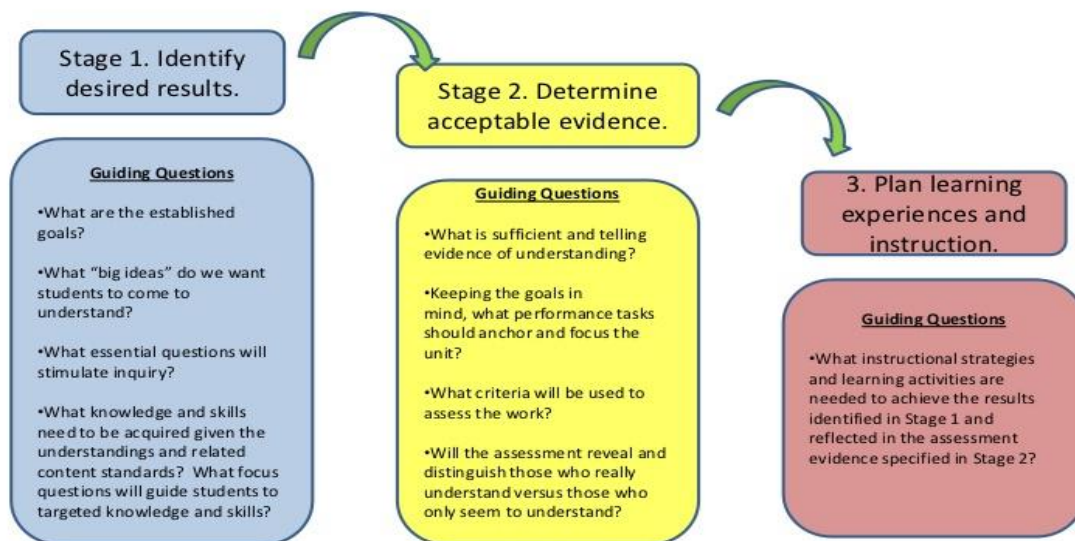 Stage 1. Identify
desired results.
Guiding Questions
•What are the established
goals?
•What “big ideas” do we want
students to come to
understand?
•What essential questions will
stimulate inquiry?
•What knowledge and skills
need to be acquired given the
understandings and related
content standards? What focus
questions will guide students to
targeted knowledge and skills?
Stage 2. Determine
acceptable evidence.
Guiding Questions
•What is sufficient and telling
evidence of understanding?
•Keeping the goals in
mind, what performance tasks
should anchor and focus the
unit?
•What criteria will be used to
assess the work?
•Will the assessment reveal and
distinguish those who really
understand versus those who
only seem to understand?
3. Plan learning
experiences and
instruction.
Guiding Questions
•What instructional strategies
and learning activities are
needed to achieve the results
identified in Stage 1 and
reflected in the assessment
evidence specified in Stage 2?